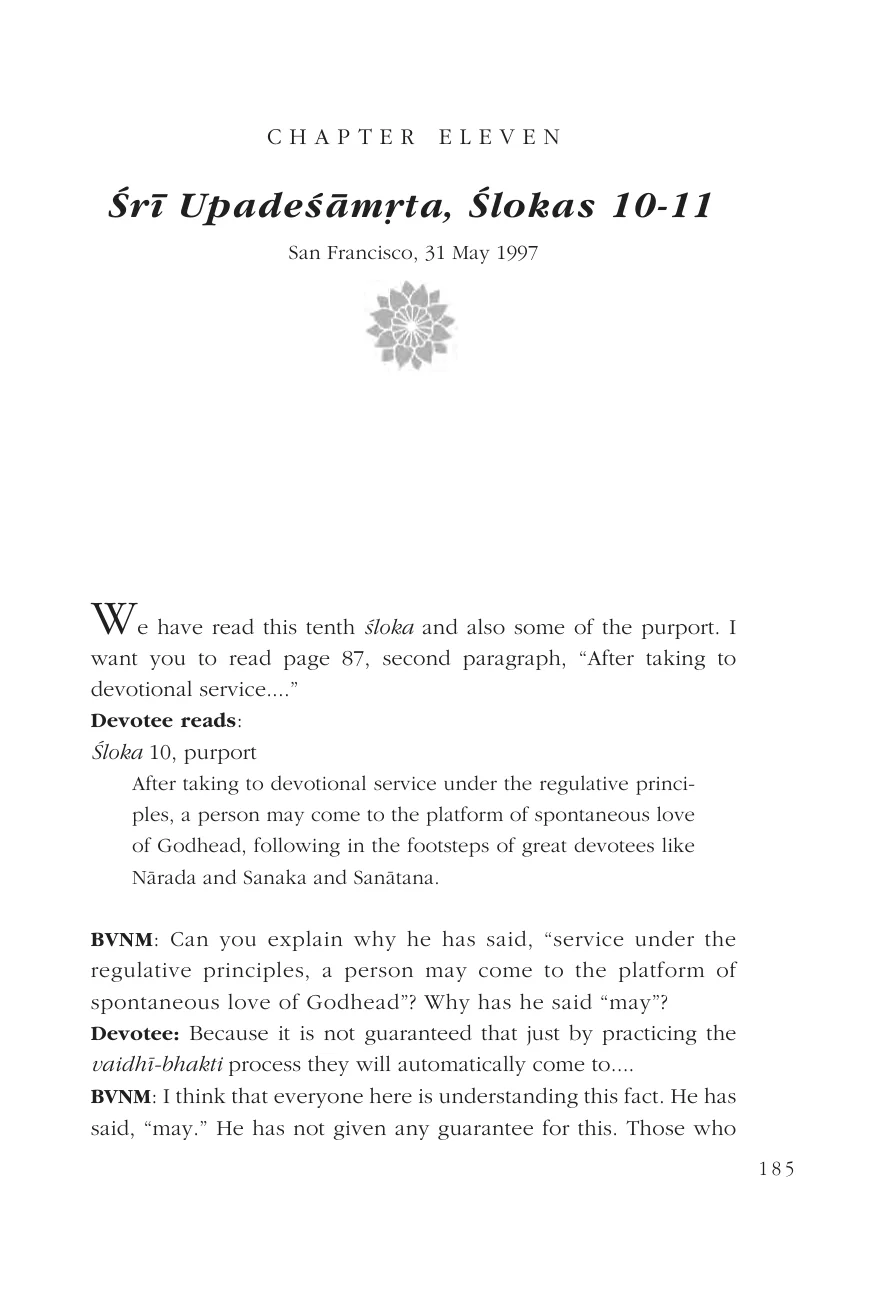 CHAPTER ELEVEN
Śrī Upadeśāmṛta, Ślokas 10-11
San Francisco, 31 May 1997
We have read this tenth śloka and also some of the purport. I
want you to read page 87, second paragraph, “After taking to
devotional service....”
Devotee reads:
Śloka 10, purport
After taking to devotional service under the regulative princi-
ples, a person may come to the platform of spontaneous love
of Godhead, following in the footsteps of great devotees like
Nārada and Sanaka and Sanātana.
BVNM: Can you explain why he has said, “service under the
regulative principles, a person may come to the platform of
spontaneous love of Godhead”? Why has he said “may”?
Devotee: Because it is not guaranteed that just by practicing the
vaidhī-bhakti process they will automatically come to....
BVNM: I think that everyone here is understanding this fact. He has
said, “may.” He has not given any guarantee for this. Those who
185